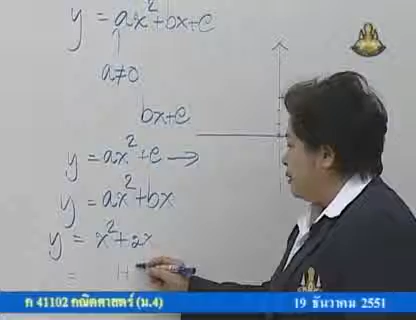 y = ax²+bx+c
a≠0
bx+c
y = ax²+c →
y = ax²+bx
y = x²+2x
=
ค 41102 คณิตศาสตร์ (ม.4) 19 ธันวาคม 2551